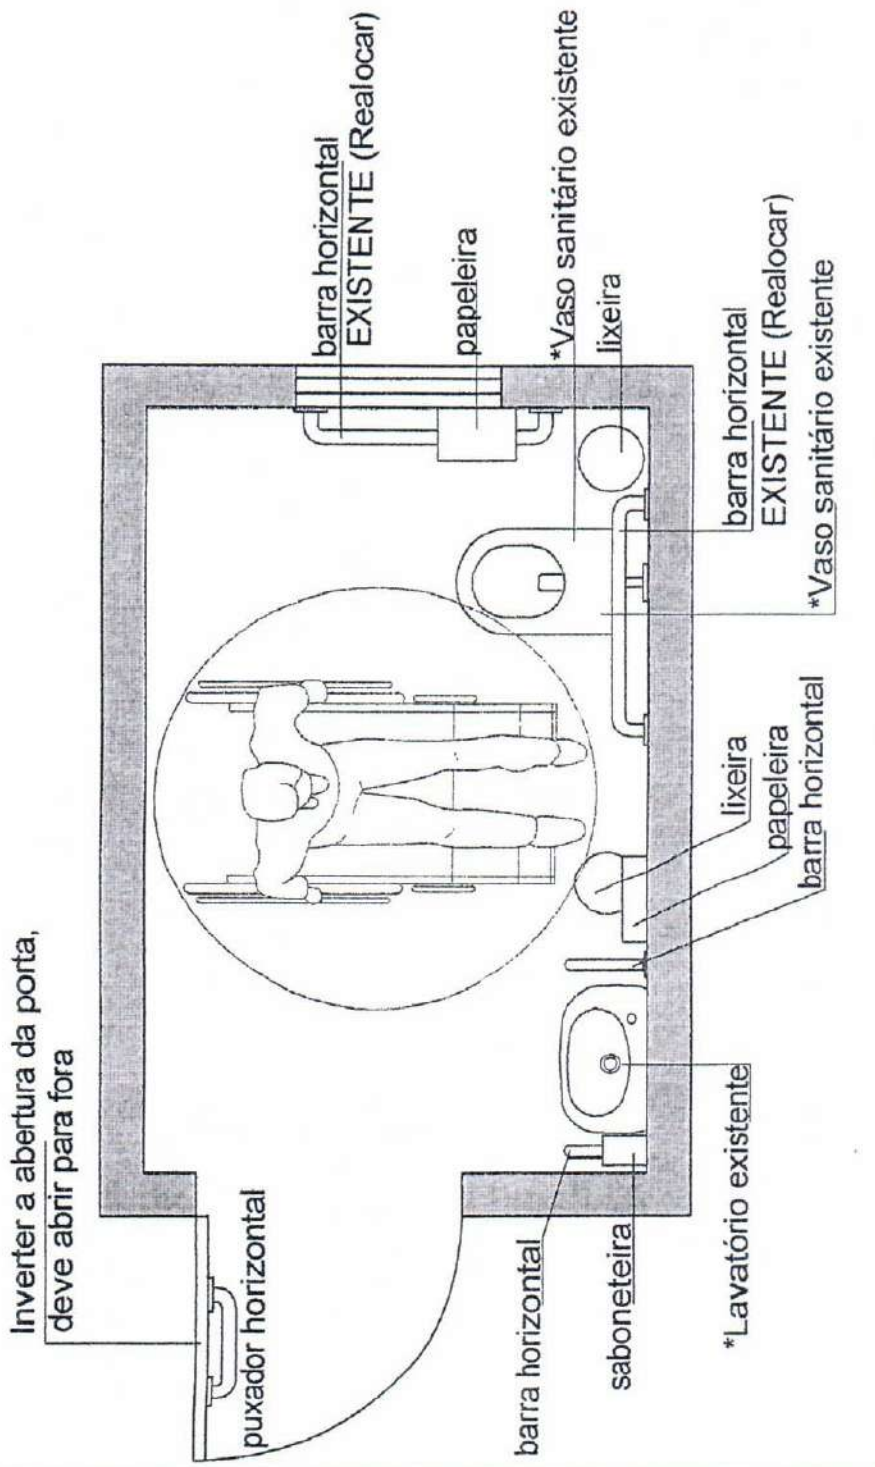 Inverter a abertura da porta,
deve abrir para fora
puxador horizontal
barra horizontal
EXISTENTE (Realocar)
papeleira
*Vaso sanitário existente
lixeira
barra horizontal
EXISTENTE (Realocar)
*Vaso sanitário existente
lixeira
papeleira
barra horizontal
barra horizontal
saboneteira
*Lavatório existente